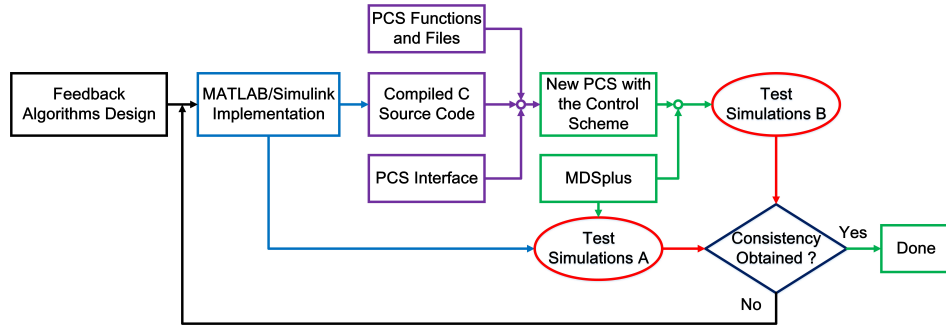 PCS Functions
and Files
Feedback
Algorithms Design
MATLAB/Simulink
Implementation
Compiled C
Source Code
New PCS with
the Control
Scheme
Test
Simulations B
PCS Interface
MDSplus
Test
Simulations A
Consistency
Obtained ?
Yes
Done
No